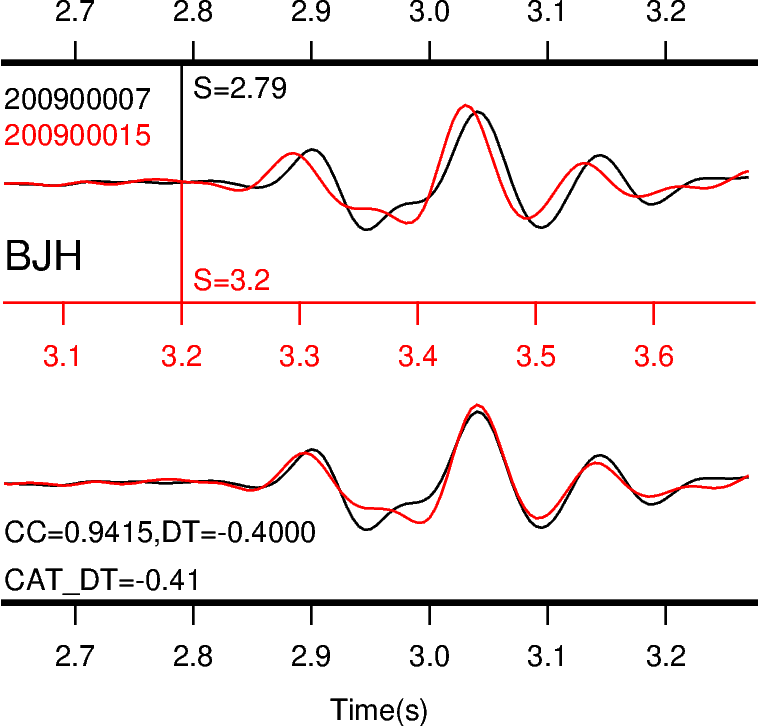 2.7 2.8 2.9 3.0 3.1 3.2
S=2.79
200900007
200900015
BJH
S=3.2
3.1 3.2 3.3 3.4 3.5 3.6
CC=0.9415,DT=-0.4000
CAT_DT=-0.41
2.7 2.8 2.9 3.0 3.1 3.2
Time(s)